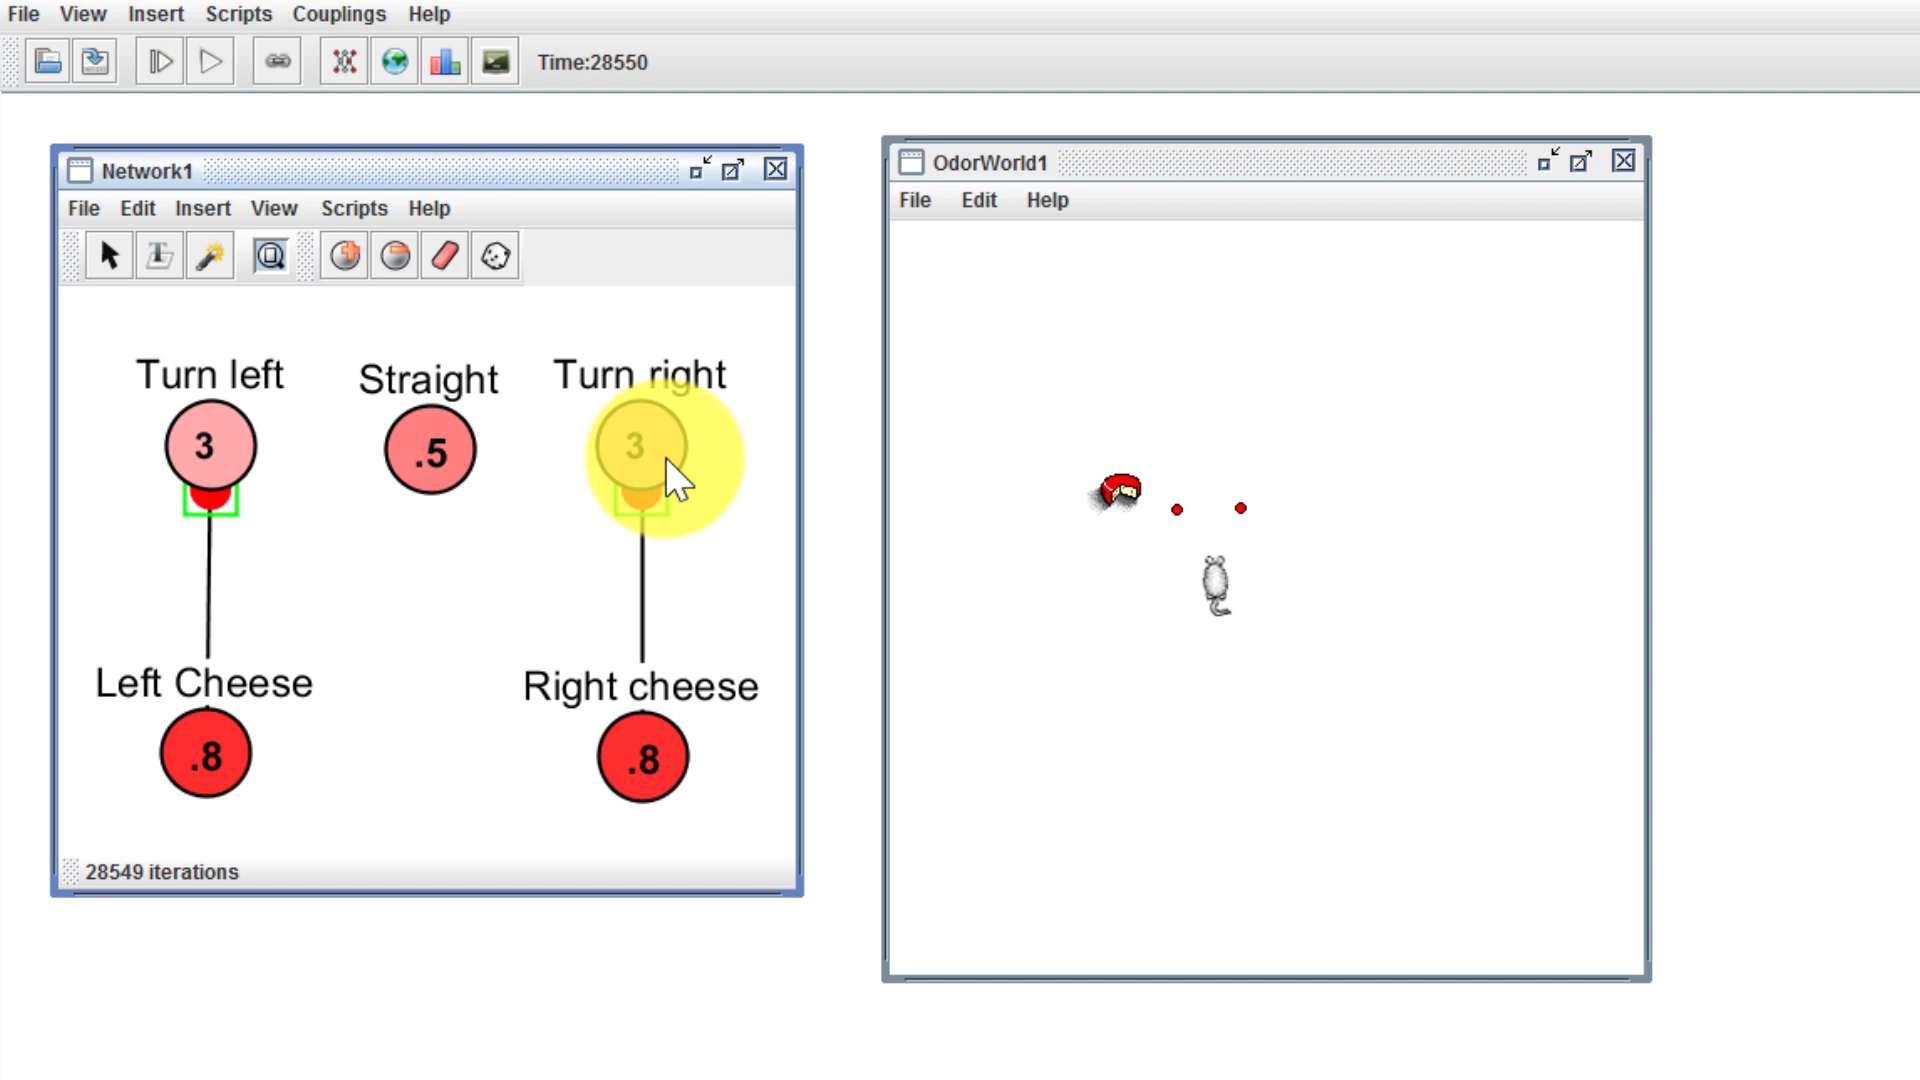 File View Insert Scripts Couplings Help
Time:28550
Network1
File Edit Insert View Scripts Help
Turn left Straight Turn right
3 .5 3
Left Cheese Right cheese
.8 .8
28549 iterations
OdorWorld1
File Edit Help